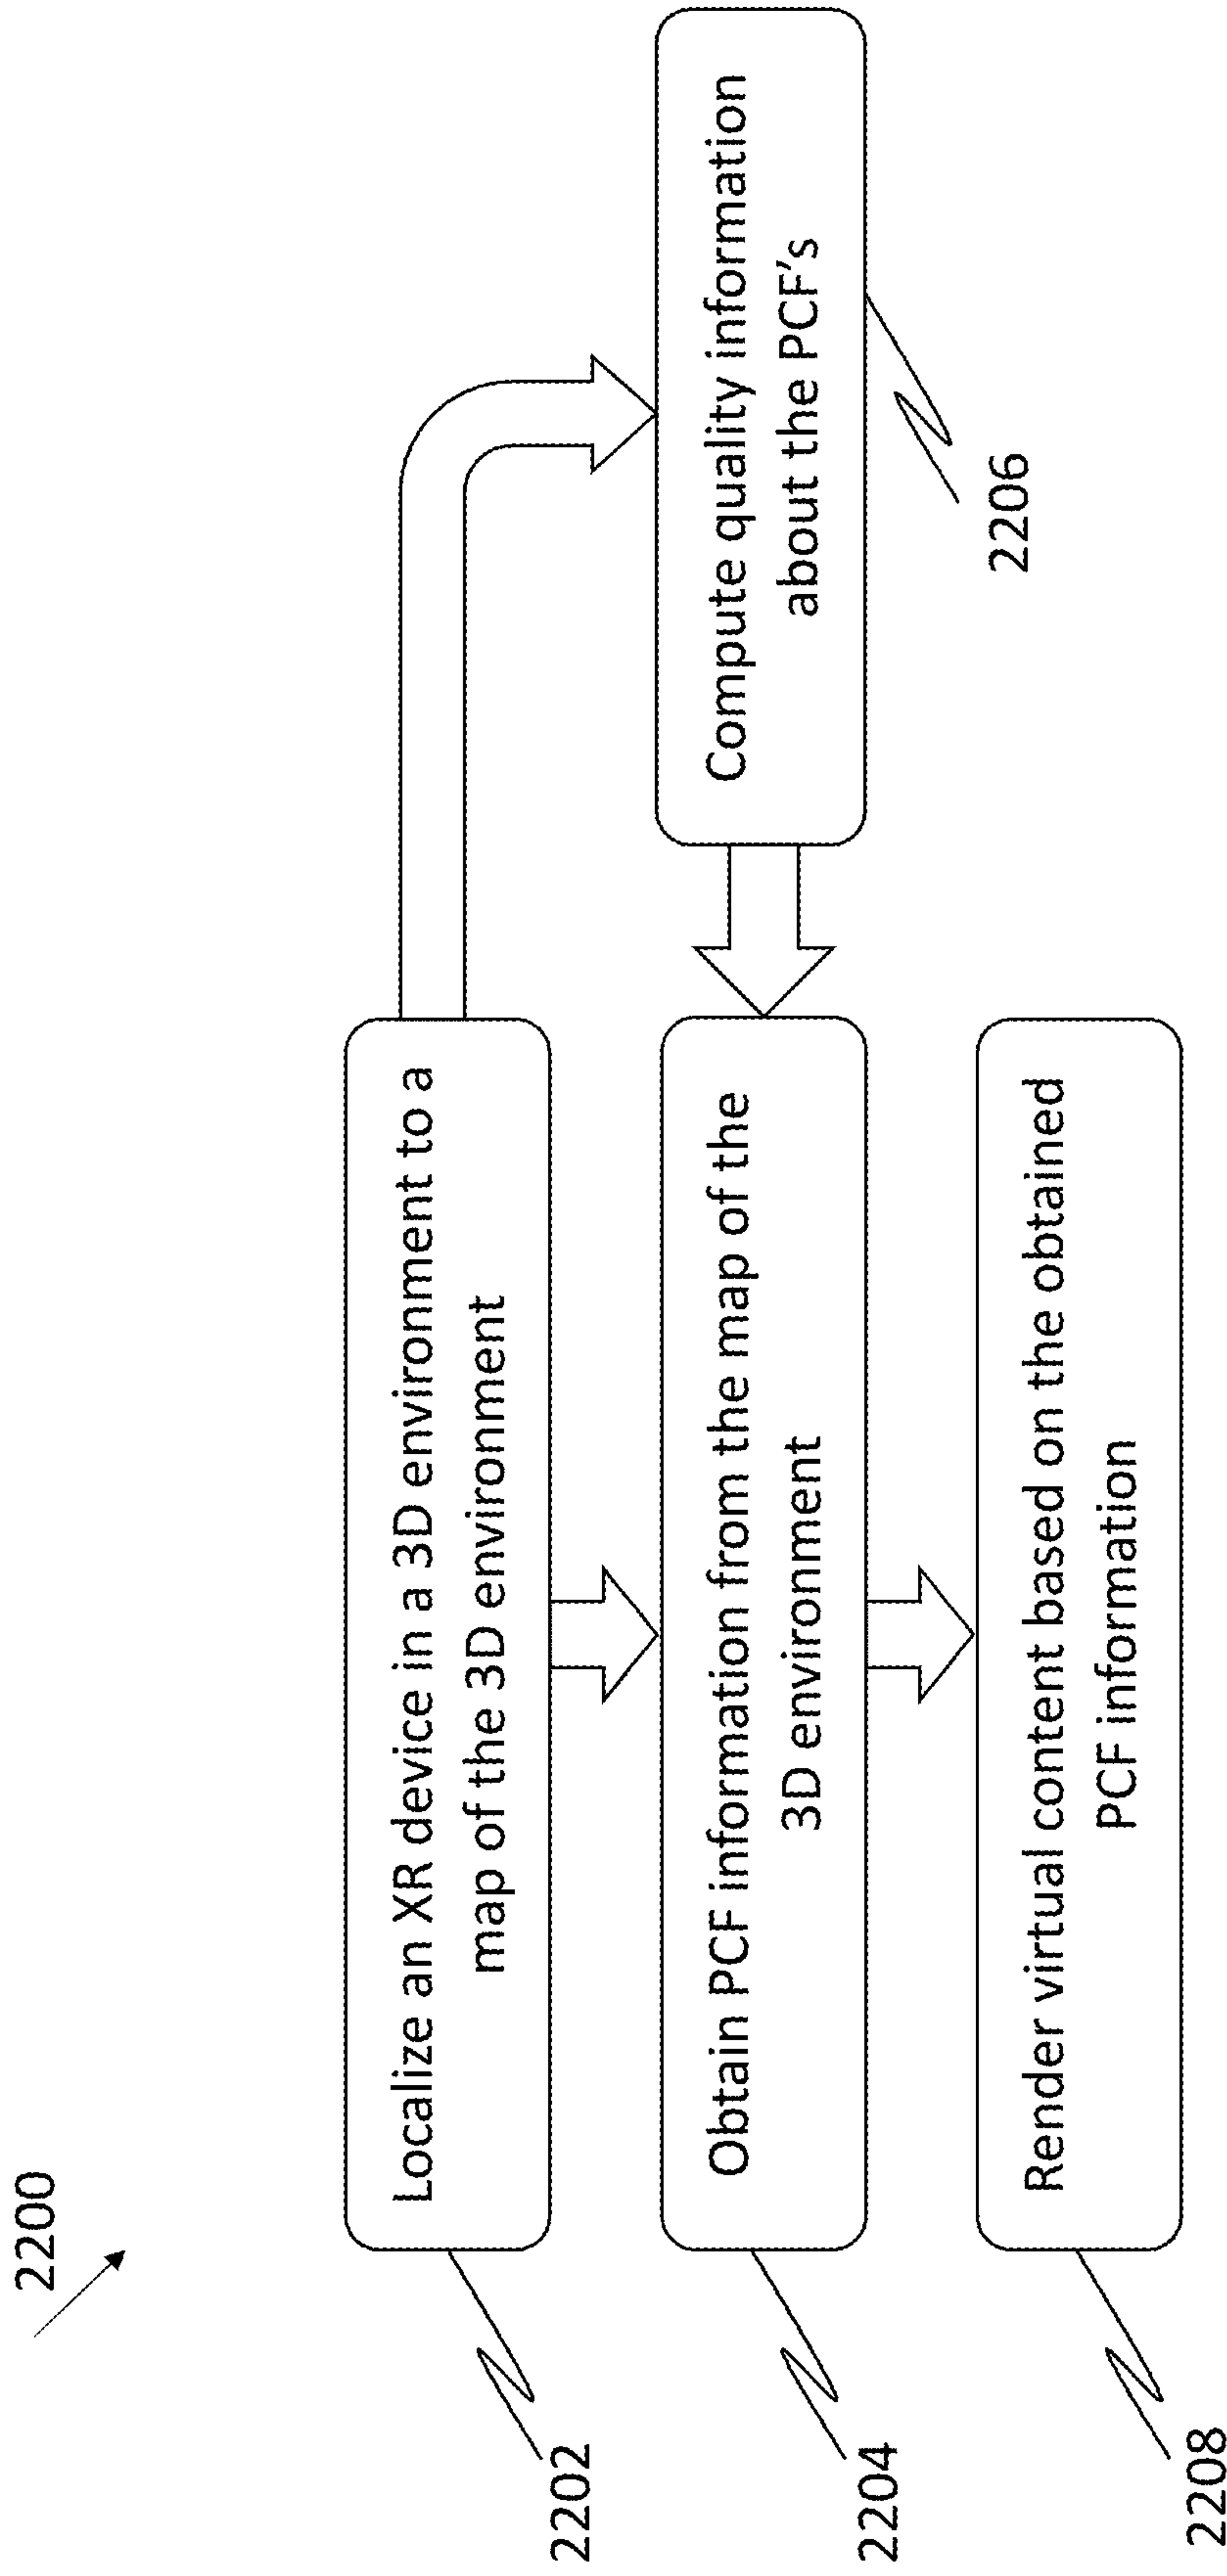 2200
2202
Localize an XR device in a 3D environment to a
map of the 3D environment
2204
Obtain PCF information from the map of the
3D environment
Compute quality information
about the PCF's
2206
2208
Render virtual content based on the obtained
PCF information